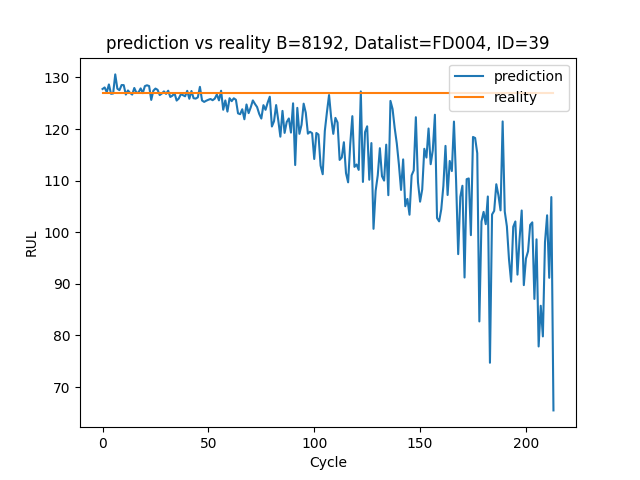 prediction vs reality B=8192, Datalist=FD004, ID=39
prediction
reality
130
120
110
100
90
80
70
RUL
0
50
100
150
200
Cycle